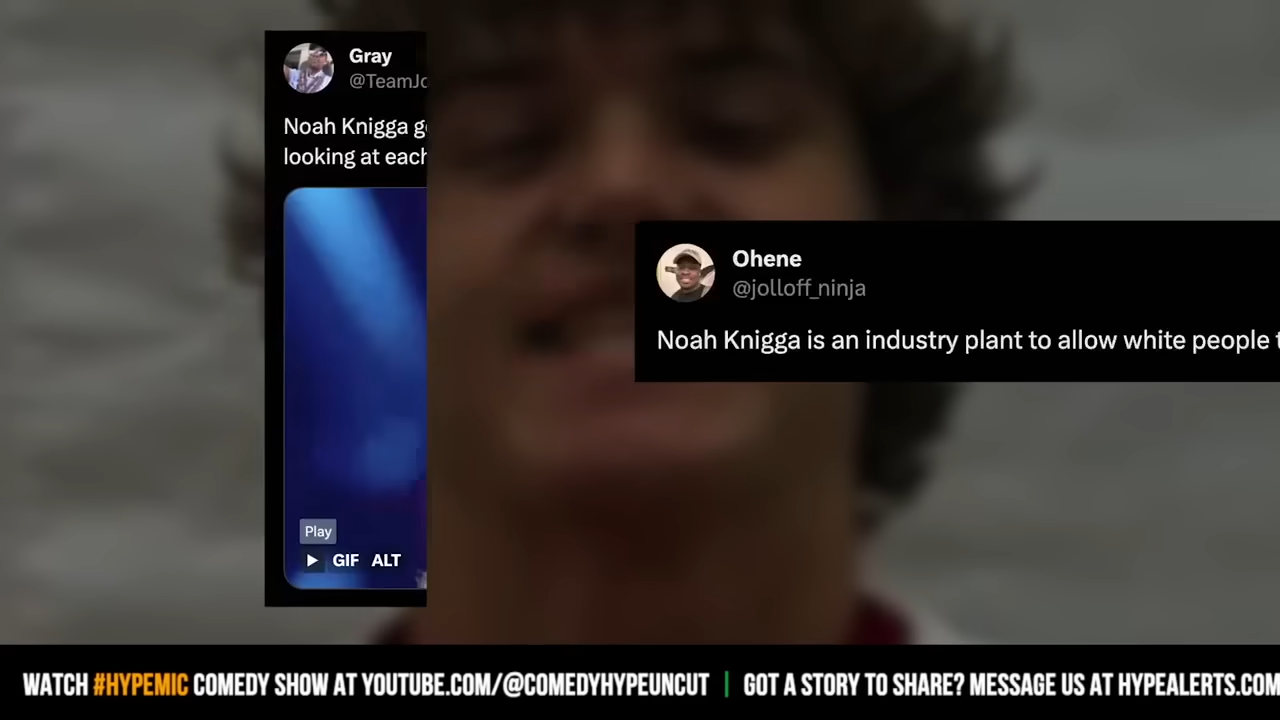 Gray
@TeamJo
Noah Knigga g
looking at each
Play
GIF ALT
Ohene
@jolloff_ninja
Noah Knigga is an industry plant to allow white people t
WATCH #HYPEMIC COMEDY SHOW AT YOUTUBE.COM/@COMEDYHYPEUNCUT | GOT A STORY TO SHARE? MESSAGE US AT HYPEALERTS.COM